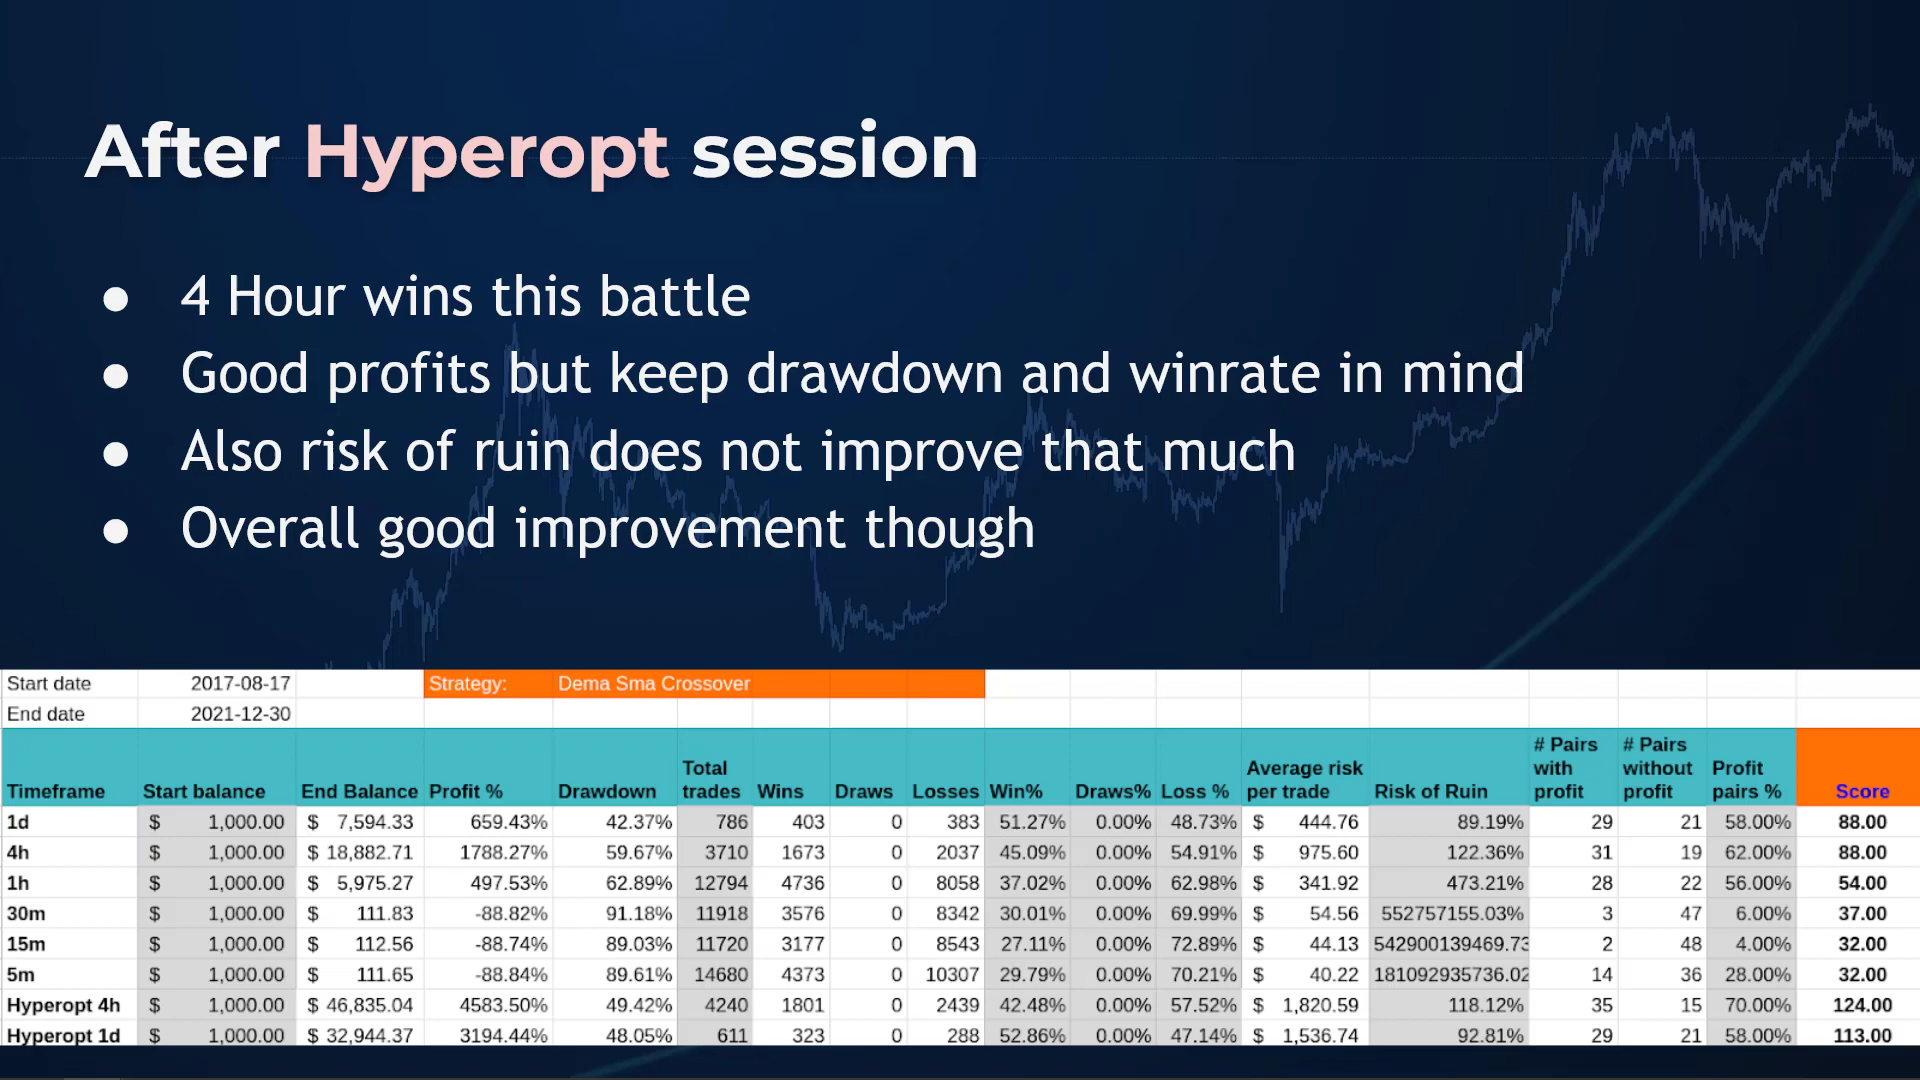 After Hyperopt session
● 4 Hour wins this battle
● Good profits but keep drawdown and winrate in mind
● Also risk of ruin does not improve that much
● Overall good improvement though
Start date 2017-08-17 Strategy: Dema Sma Crossover
End date 2021-12-30
Timeframe Start balance End Balance Profit % Drawdown Total trades Wins Draws Losses Win% Draws% Loss % Average risk per trade Risk of Ruin # Pairs with profit # Pairs without profit Profit pairs % Score
1d $ 1,000.00 $ 7,594.33 659.43% 42.37% 786 403 0 383 51.27% 0.00% 48.73% $ 444.76 89.19% 29 21 58.00% 88.00
4h $ 1,000.00 $ 18,882.71 1788.27% 59.67% 3710 1673 0 2037 45.09% 0.00% 54.91% $ 975.60 122.36% 31 19 62.00% 88.00
1h $ 1,000.00 $ 5,975.27 497.53% 62.89% 12794 4736 0 8058 37.02% 0.00% 62.98% $ 341.92 473.21% 28 22 56.00% 54.00
30m $ 1,000.00 $ 111.83 -88.82% 91.18% 11918 3576 0 8342 30.01% 0.00% 69.99% $ 54.56 552757155.03% 3 47 6.00% 37.00
15m $ 1,000.00 $ 112.56 -88.74% 89.03% 11720 3177 0 8543 27.11% 0.00% 72.89% $ 44.13 542900139469.73 2 48 4.00% 32.00
5m $ 1,000.00 $ 111.65 -88.84% 89.61% 14680 4373 0 10307 29.79% 0.00% 70.21% $ 40.22 181092935736.02 14 36 28.00% 32.00
Hyperopt 4h $ 1,000.00 $ 46,835.04 4583.50% 49.42% 4240 1801 0 2439 42.48% 0.00% 57.52% $ 1,820.59 118.12% 35 15 70.00% 124.00
Hyperopt 1d $ 1,000.00 $ 32,944.37 3194.44% 48.05% 611 323 0 288 52.86% 0.00% 47.14% $ 1,536.74 92.81% 29 21 58.00% 113.00